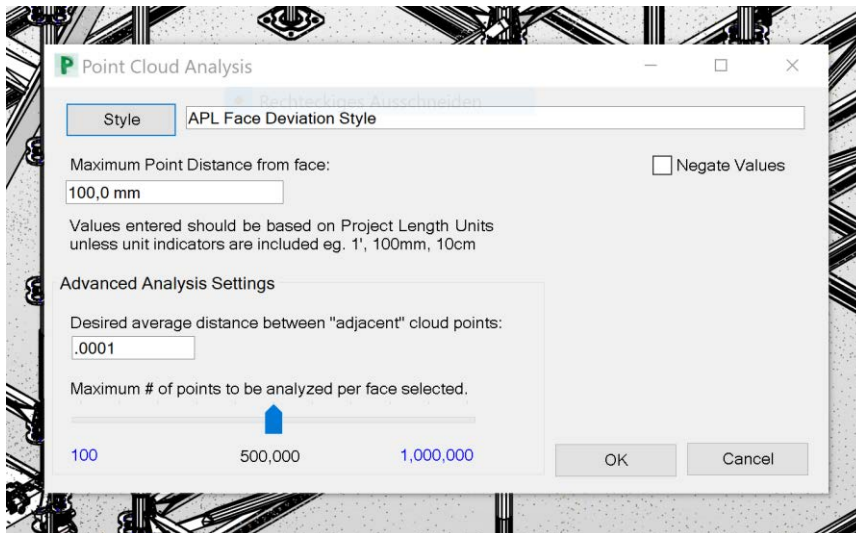 Point Cloud Analysis
Rechteckiges Ausschneiden
Style
APL Face Deviation Style
Maximum Point Distance from face:
Negate Values
100,0 mm
Values entered should be based on Project Length Units
unless unit indicators are included eg. 1', 100mm, 10cm
Advanced Analysis Settings
Desired average distance between "adjacent" cloud points:
.0001
Maximum # of points to be analyzed per face selected.
100
500,000
1,000,000
OK
Cancel